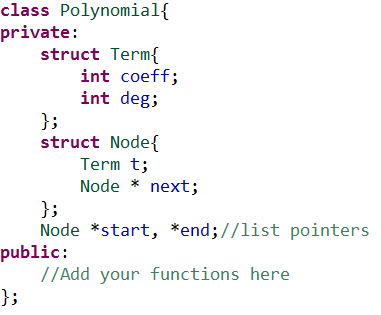 class Polynomial{
private:
    struct Term{
        int coeff;
        int deg;
    };
    struct Node{
        Term t;
        Node * next;
    };
    Node *start, *end;//list pointers
public:
    //Add your functions here
};